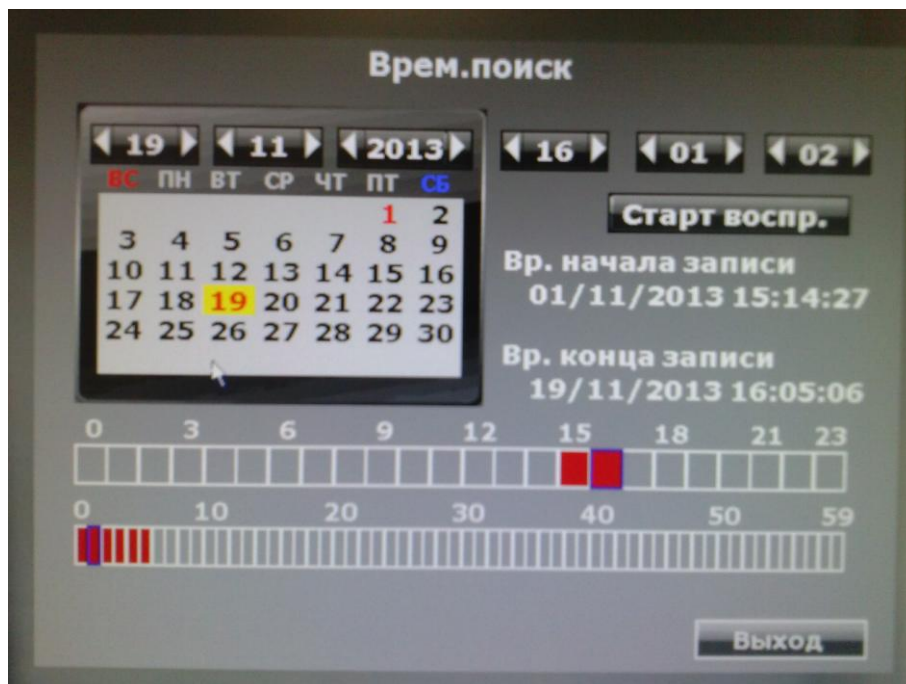 Врем.поиск
19 11 2013 16 01 02
ВС ПН ВТ СР ЧТ ПТ СБ
1 2
3 4 5 6 7 8 9
10 11 12 13 14 15 16
17 18 19 20 21 22 23
24 25 26 27 28 29 30
Старт воспр.
Вр. начала записи
01/11/2013 15:14:27
Вр. конца записи
19/11/2013 16:05:06
0 3 6 9 12 15 18 21 23
0 10 20 30 40 50 59
Выход